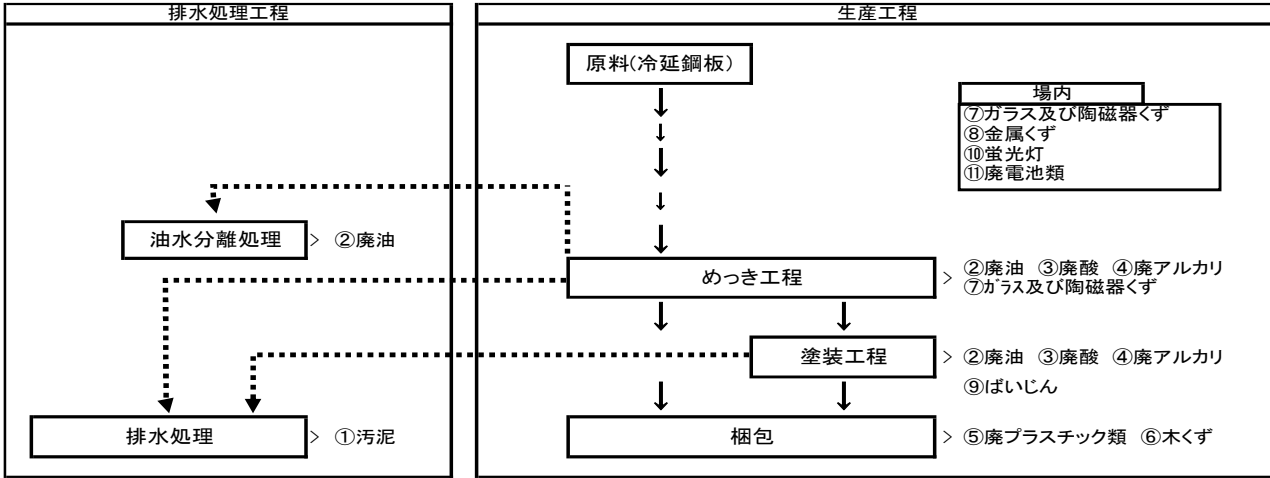 排水処理工程
生産工程
原料(冷延鋼板)
場内
⑦ガラス及び陶磁器くず
⑧金属くず
⑩蛍光灯
⑪廃電池類
油水分離処理 > ②廃油
めっき工程 > ②廃油 ③廃酸 ④廃アルカリ
⑦ガラス及び陶磁器くず
塗装工程 > ②廃油 ③廃酸 ④廃アルカリ
⑨ばいじん
排水処理 > ①汚泥
梱包 > ⑤廃プラスチック類 ⑥木くず